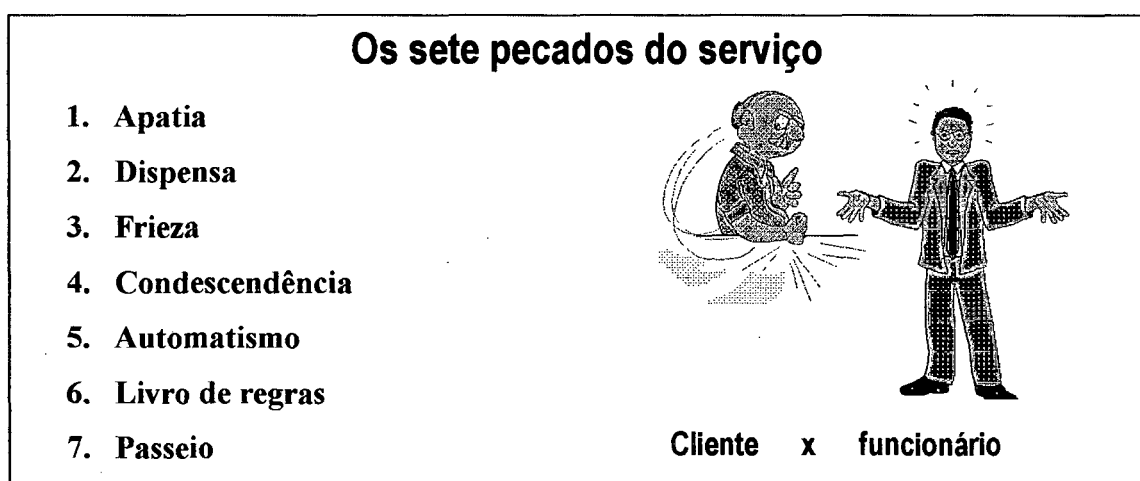 Os sete pecados do serviço
1. Apatia
2. Dispensa
3. Frieza
4. Condescendência
5. Automatismo
6. Livro de regras
7. Passeio
Cliente x funcionário